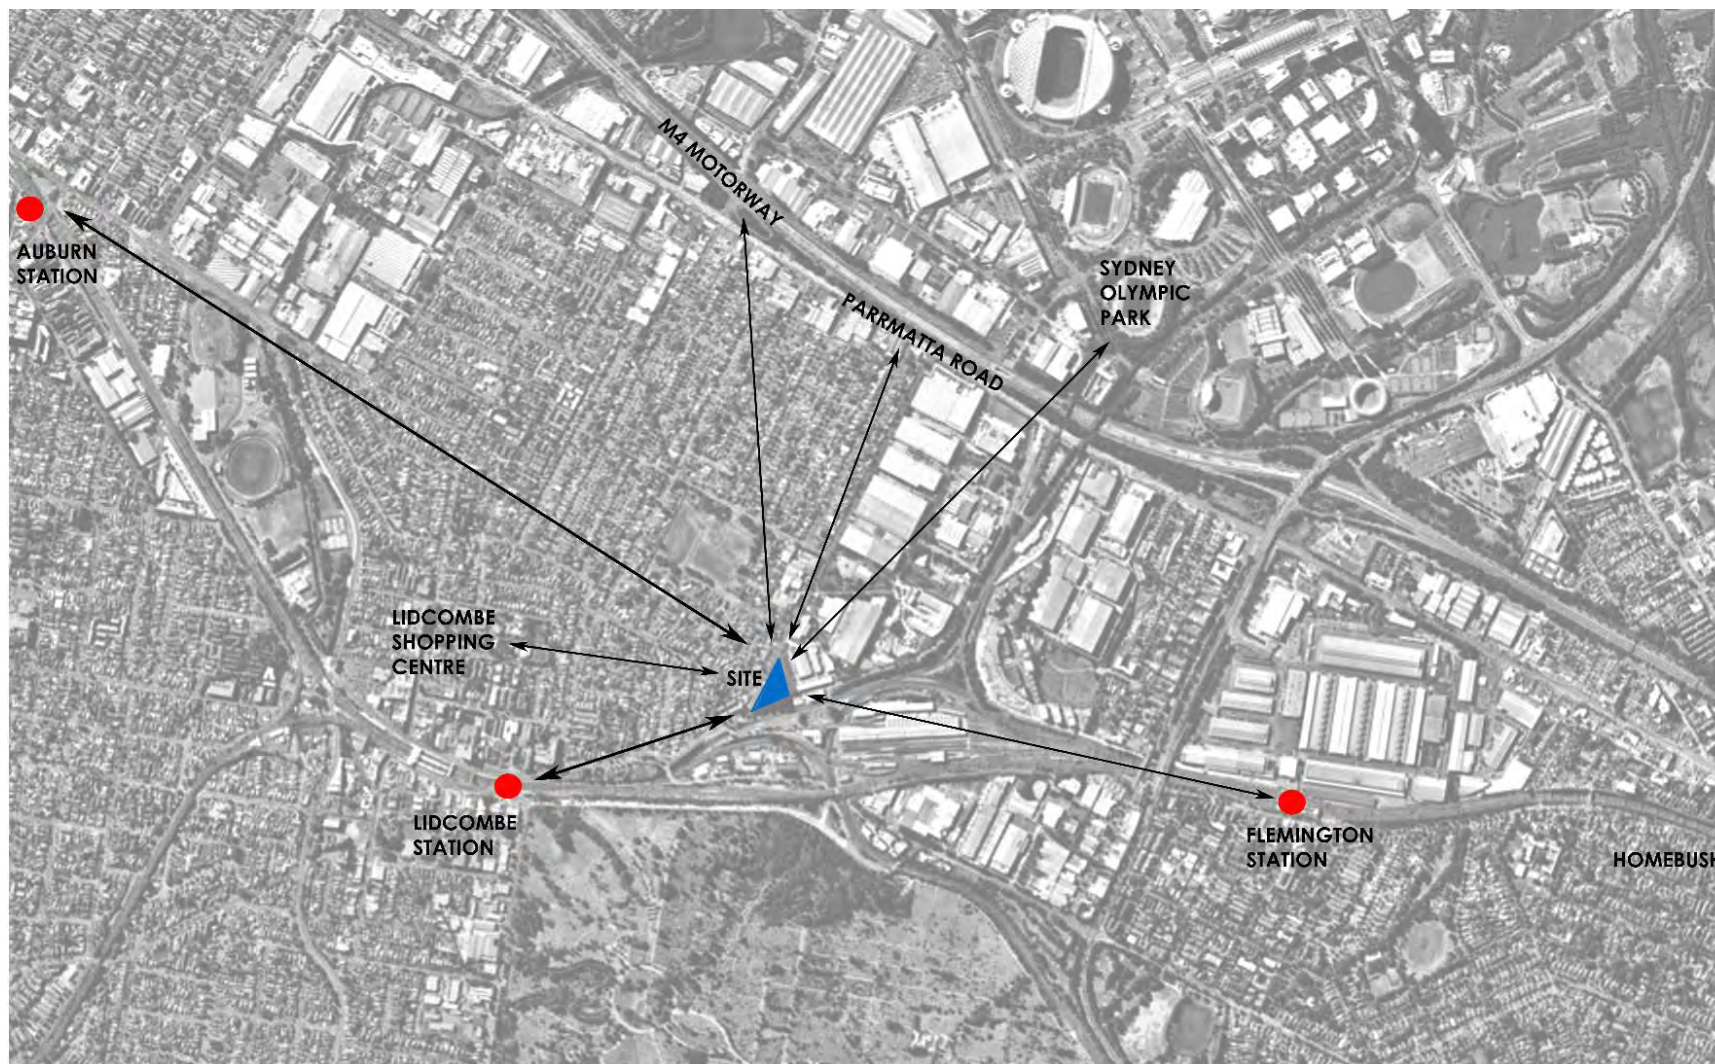 M4 MOTORWAY
AUBURN
STATION
SYDNEY
OLYMPIC
PARK
PARRMATTA ROAD
LIDCOMBE
SHOPPING
CENTRE
SITE
LIDCOMBE
STATION
FLEMINGTON
STATION
HOMEBUSH